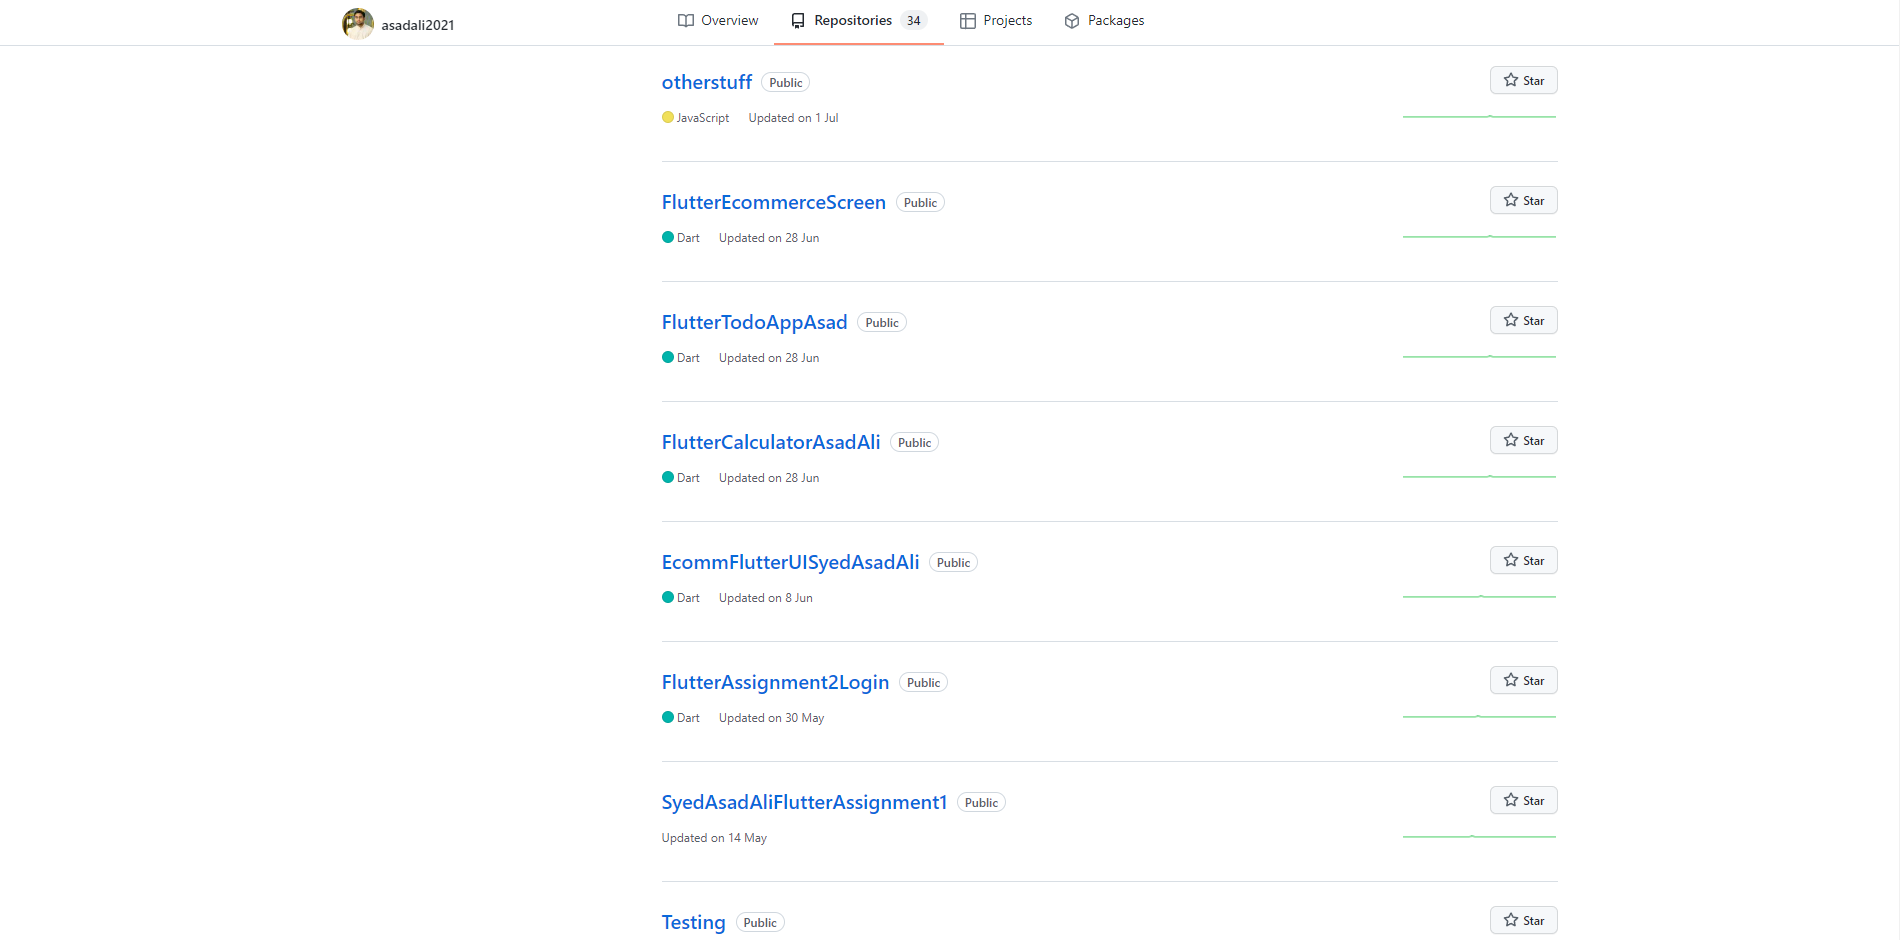 asadali2021 Overview Repositories 34 Projects Packages
otherstuff Public Star
JavaScript Updated on 1 Jul
FlutterEcommerceScreen Public Star
Dart Updated on 28 Jun
FlutterTodoAppAsad Public Star
Dart Updated on 28 Jun
FlutterCalculatorAsadAli Public Star
Dart Updated on 28 Jun
EcommFlutterUISyedAsadAli Public Star
Dart Updated on 8 Jun
FlutterAssignment2Login Public Star
Dart Updated on 30 May
SyedAsadAliFlutterAssignment1 Public Star
Updated on 14 May
Testing Public Star